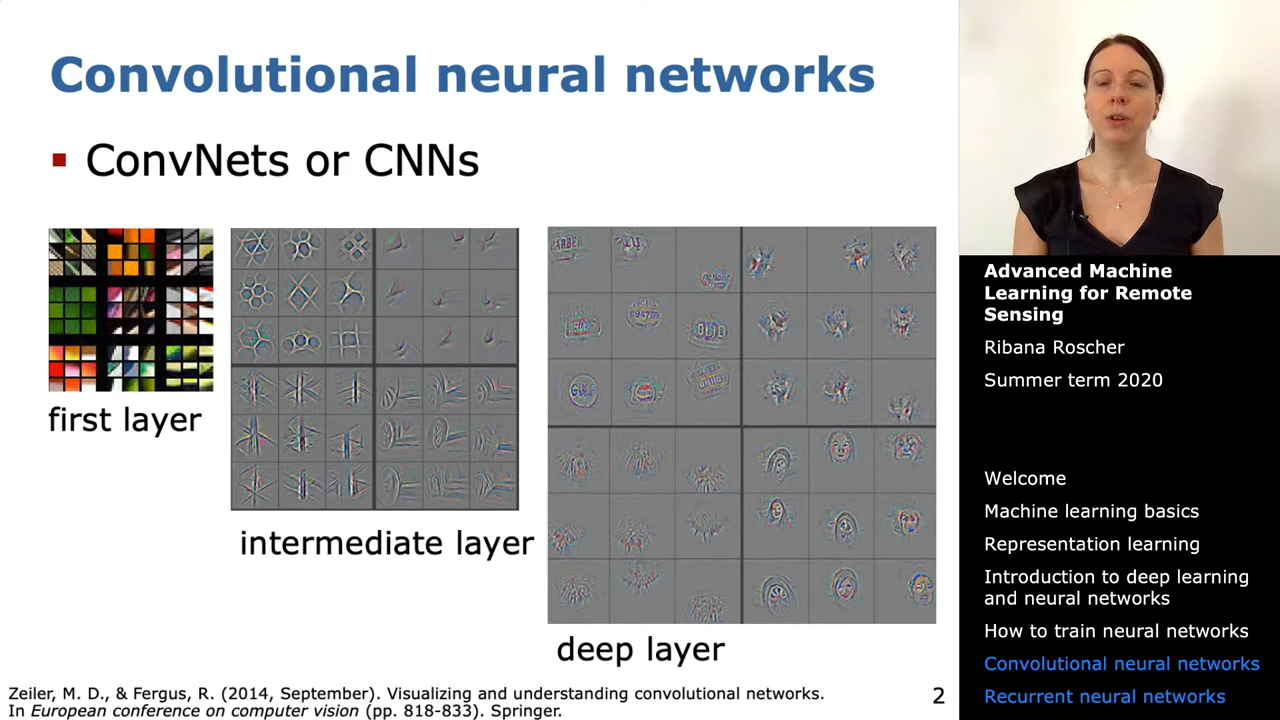 Convolutional neural networks
ConvNets or CNNs
first layer
intermediate layer
deep layer
Zeiler, M. D., & Fergus, R. (2014, September). Visualizing and understanding convolutional networks.
In European conference on computer vision (pp. 818-833). Springer.
2
Advanced Machine
Learning for Remote
Sensing
Ribana Roscher
Summer term 2020
Welcome
Machine learning basics
Representation learning
Introduction to deep learning
and neural networks
How to train neural networks
Convolutional neural networks
Recurrent neural networks